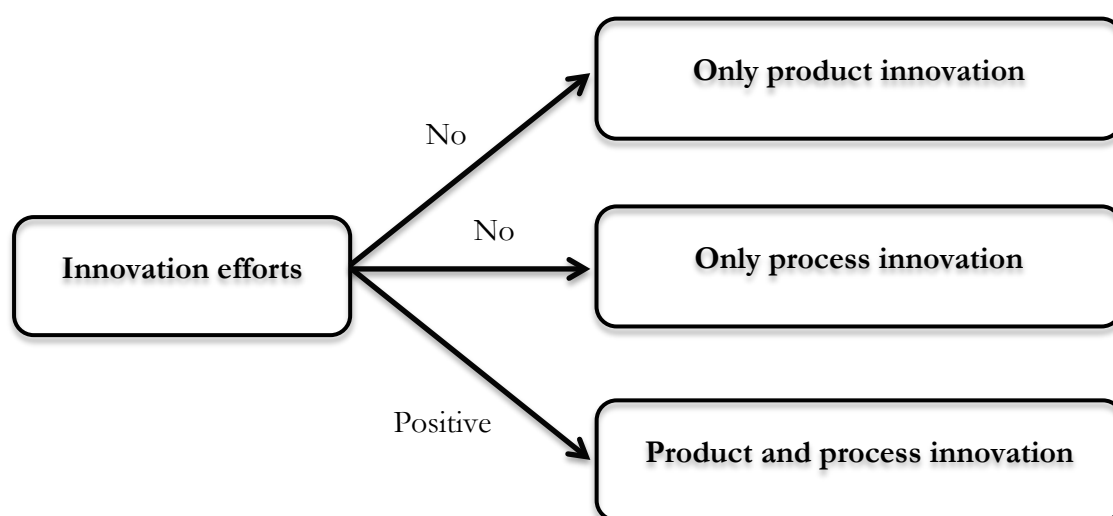 Only product innovation
No
No
Only process innovation
Innovation efforts
Positive
Product and process innovation